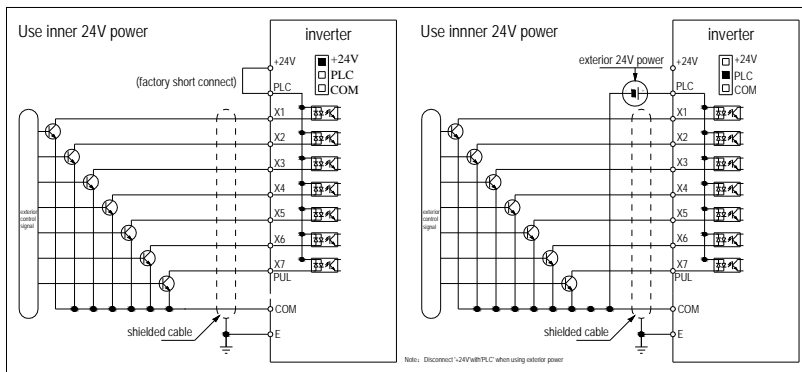 Use inner 24V power
inverter
+24V
+24V
PLC
COM
(factory short connect)
PLC
X1
X2
X3
X4
X5
X6
X7
PUL
COM
E
exterior
control
signal
shielded cable
Use innner 24V power
inverter
exterior 24V power
+24V
+24V
PLC
COM
PLC
X1
X2
X3
X4
X5
X6
X7
PUL
COM
E
exterior
control
signal
shielded cable
Note: Disconnect '+24V'with'PLC' when using exterior power